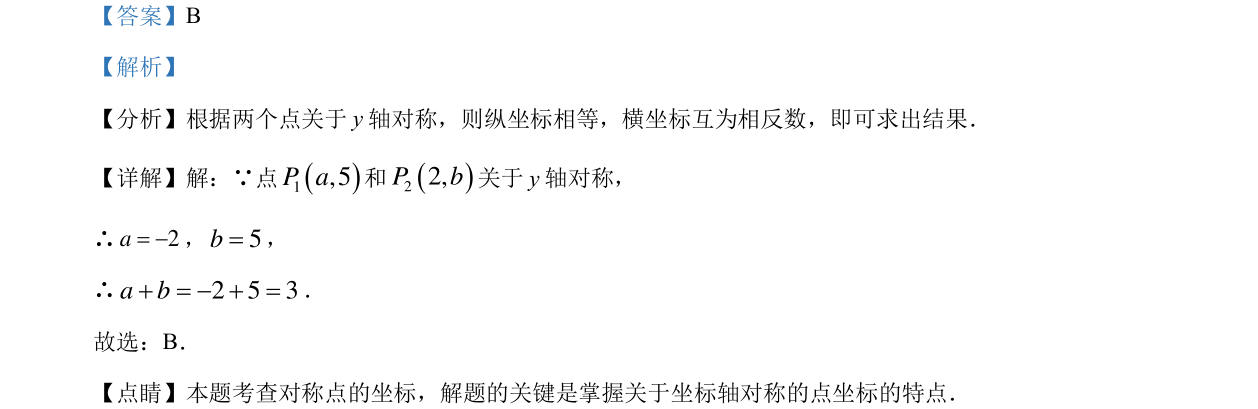 【答案】B
【解析】
【分析】根据两个点关于 y 轴对称，则纵坐标相等，横坐标互为相反数，即可求出结果．
【详解】解：∵点 P₁(a,5) 和 P₂(2,b) 关于 y 轴对称，
∴ a = −2，b = 5，
∴ a + b = −2 + 5 = 3．
故选：B．
【点睛】本题考查对称点的坐标，解题的关键是掌握关于坐标轴对称的点坐标的特点．